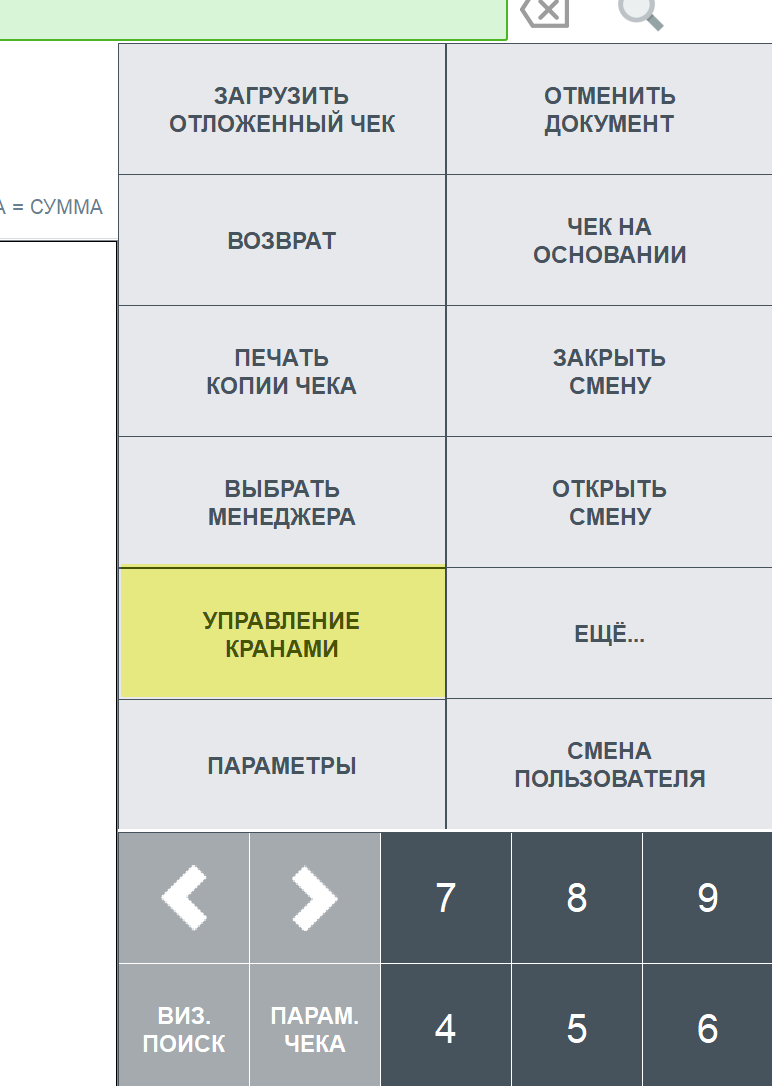 ЗАГРУЗИТЬ
ОТЛОЖЕННЫЙ ЧЕК
ОТМЕНИТЬ
ДОКУМЕНТ
= СУММА
ВОЗВРАТ
ЧЕК НА
ОСНОВАНИИ
ПЕЧАТЬ
КОПИИ ЧЕКА
ЗАКРЫТЬ
СМЕНУ
ВЫБРАТЬ
МЕНЕДЖЕРА
ОТКРЫТЬ
СМЕНУ
УПРАВЛЕНИЕ
КРАНАМИ
ЕЩЁ...
ПАРАМЕТРЫ
СМЕНА
ПОЛЬЗОВАТЕЛЯ
7
8
9
ВИЗ.
ПОИСК
ПАРАМ.
ЧЕКА
4
5
6